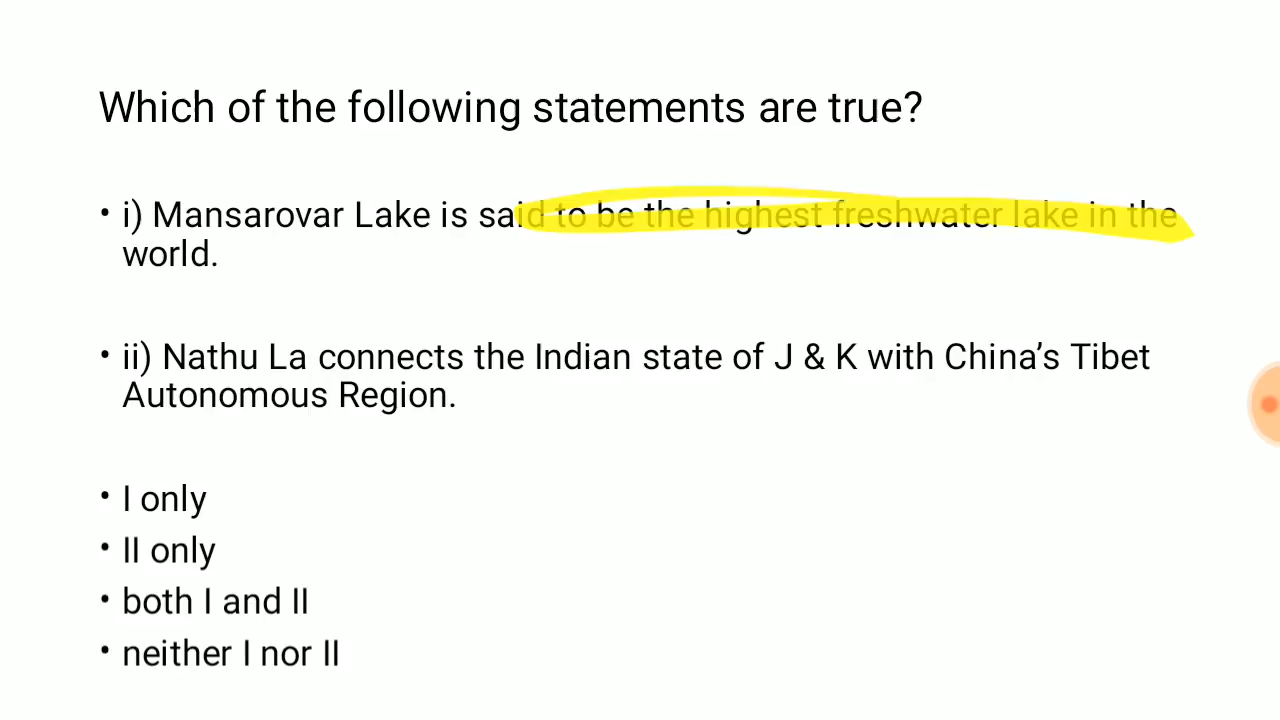 Which of the following statements are true?
• i) Mansarovar Lake is said to be the highest freshwater lake in the
world.
• ii) Nathu La connects the Indian state of J & K with China’s Tibet
Autonomous Region.
• I only
• II only
• both I and II
• neither I nor II